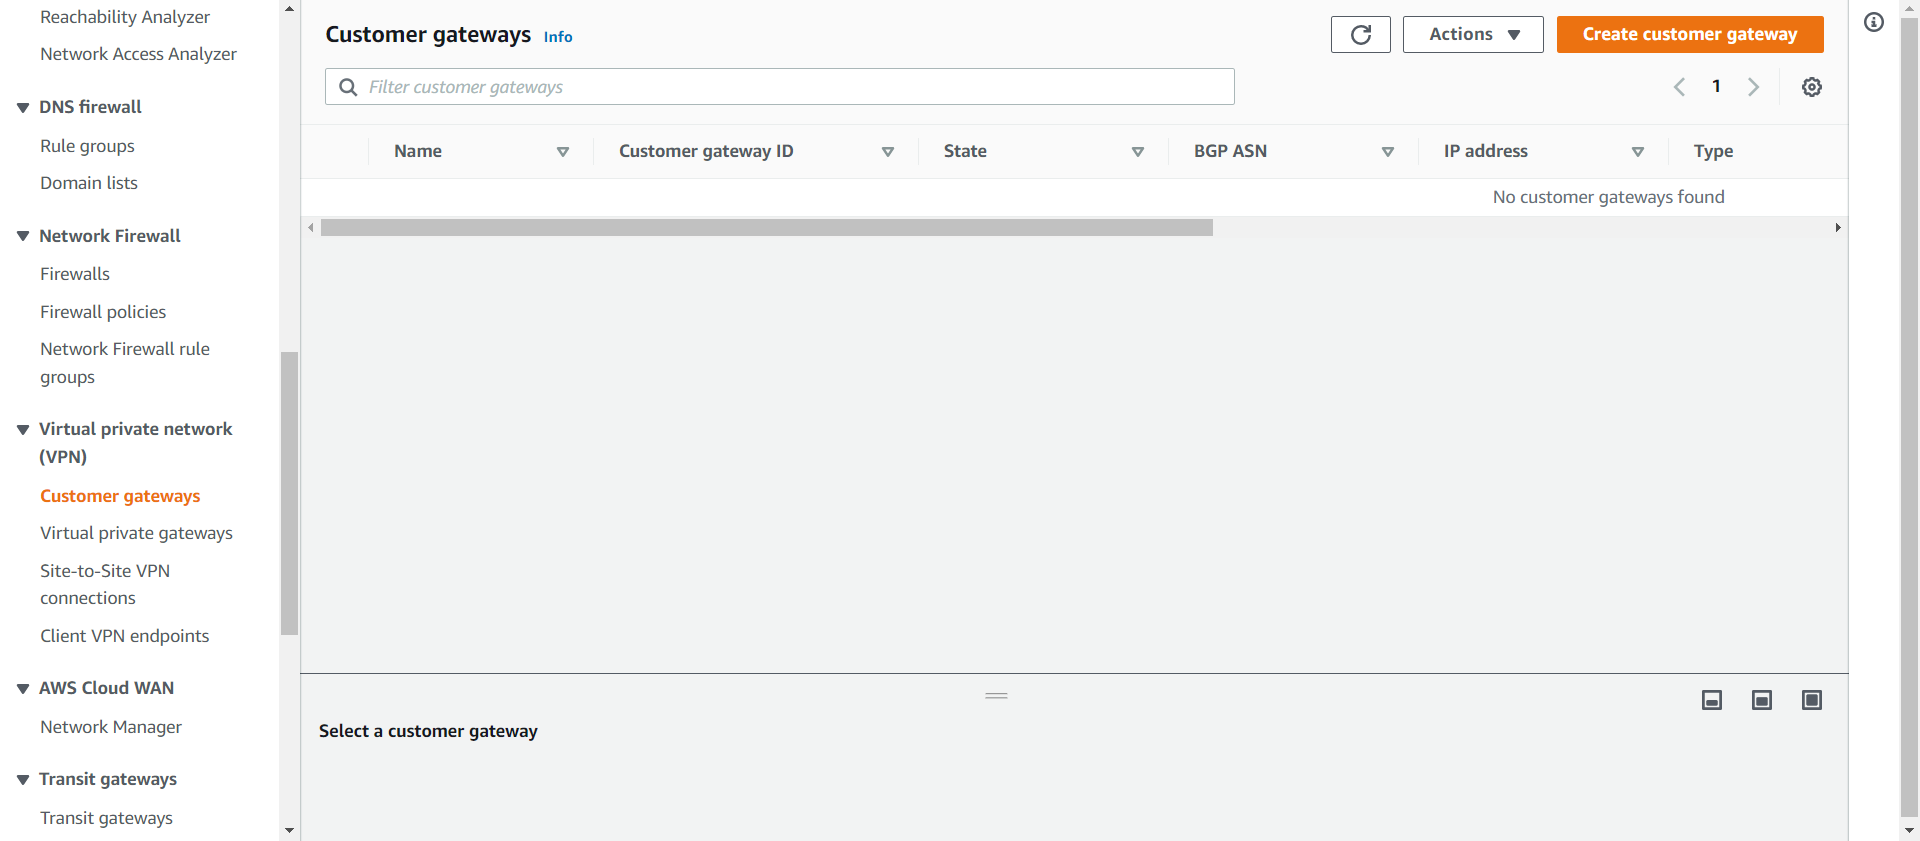 Reachability Analyzer
Network Access Analyzer
DNS firewall
Rule groups
Domain lists
Network Firewall
Firewalls
Firewall policies
Network Firewall rule
groups
Virtual private network
(VPN)
Customer gateways
Virtual private gateways
Site-to-Site VPN
connections
Client VPN endpoints
AWS Cloud WAN
Network Manager
Transit gateways
Transit gateways
Customer gateways Info
Actions
Create customer gateway
Filter customer gateways
1
Name Customer gateway ID State BGP ASN IP address Type
No customer gateways found
Select a customer gateway